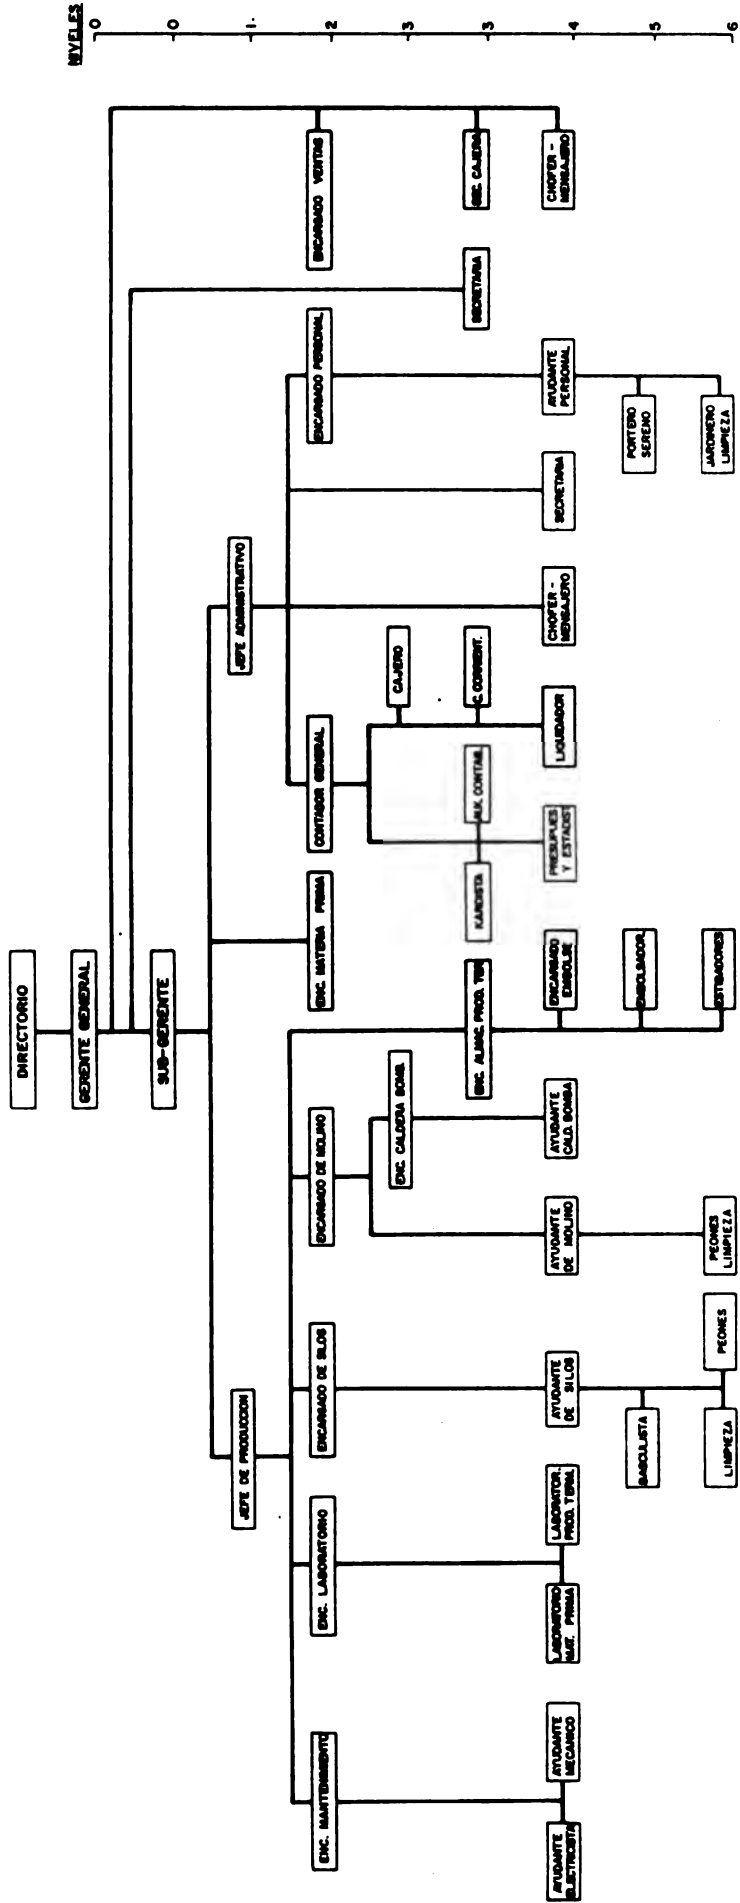 DIRECTORIO
GERENTE GENERAL
SUB-GERENTE
NIVELES
0
0
1.
2
3
3
4
5
6
JEFE DE PRODUCCION
JEFE ADMINISTRATIVO
ENC. MANTENIMIENTO
ENC. LABORATORIO
ENCARGADO DE SILOS
ENCARGADO DE MOLINO
ENC. MATERIA PRIMA
CONTADOR GENERAL
ENCARGADO PERSONAL
ENCARGADO VENTAS
ENC. CALDERA BOMB.
CAJERO
ENC. ALMAC. PROD. TER.
KARDISTA
AUX. CONTAB.
C. CORRIENT.
SECRETARIA
SEC. CAJERA
AYUDANTE
ELECTRICISTA
AYUDANTE
MECANICO
LABORATORIO
MAT. PRIMA
LABORATOR.
PROD. TERM.
AYUDANTE
DE SILOS
AYUDANTE
DE MOLINO
AYUDANTE
CALD. BOMBA
ENCARGADO
EMBOLSE
PRESUPUES
Y ESTADIST
LIQUIDADOR
CHOFER -
MENSAJERO
SECRETARIA
AYUDANTE
PERSONAL
CHOFER -
MENSAJERO
BASCULISTA
EMBOLSADOR.
PORTERO
SERENO
LIMPIEZA
PEONES
PEONES
LIMPIEZA
ESTIBADORES
JARDINERO
LIMPIEZA